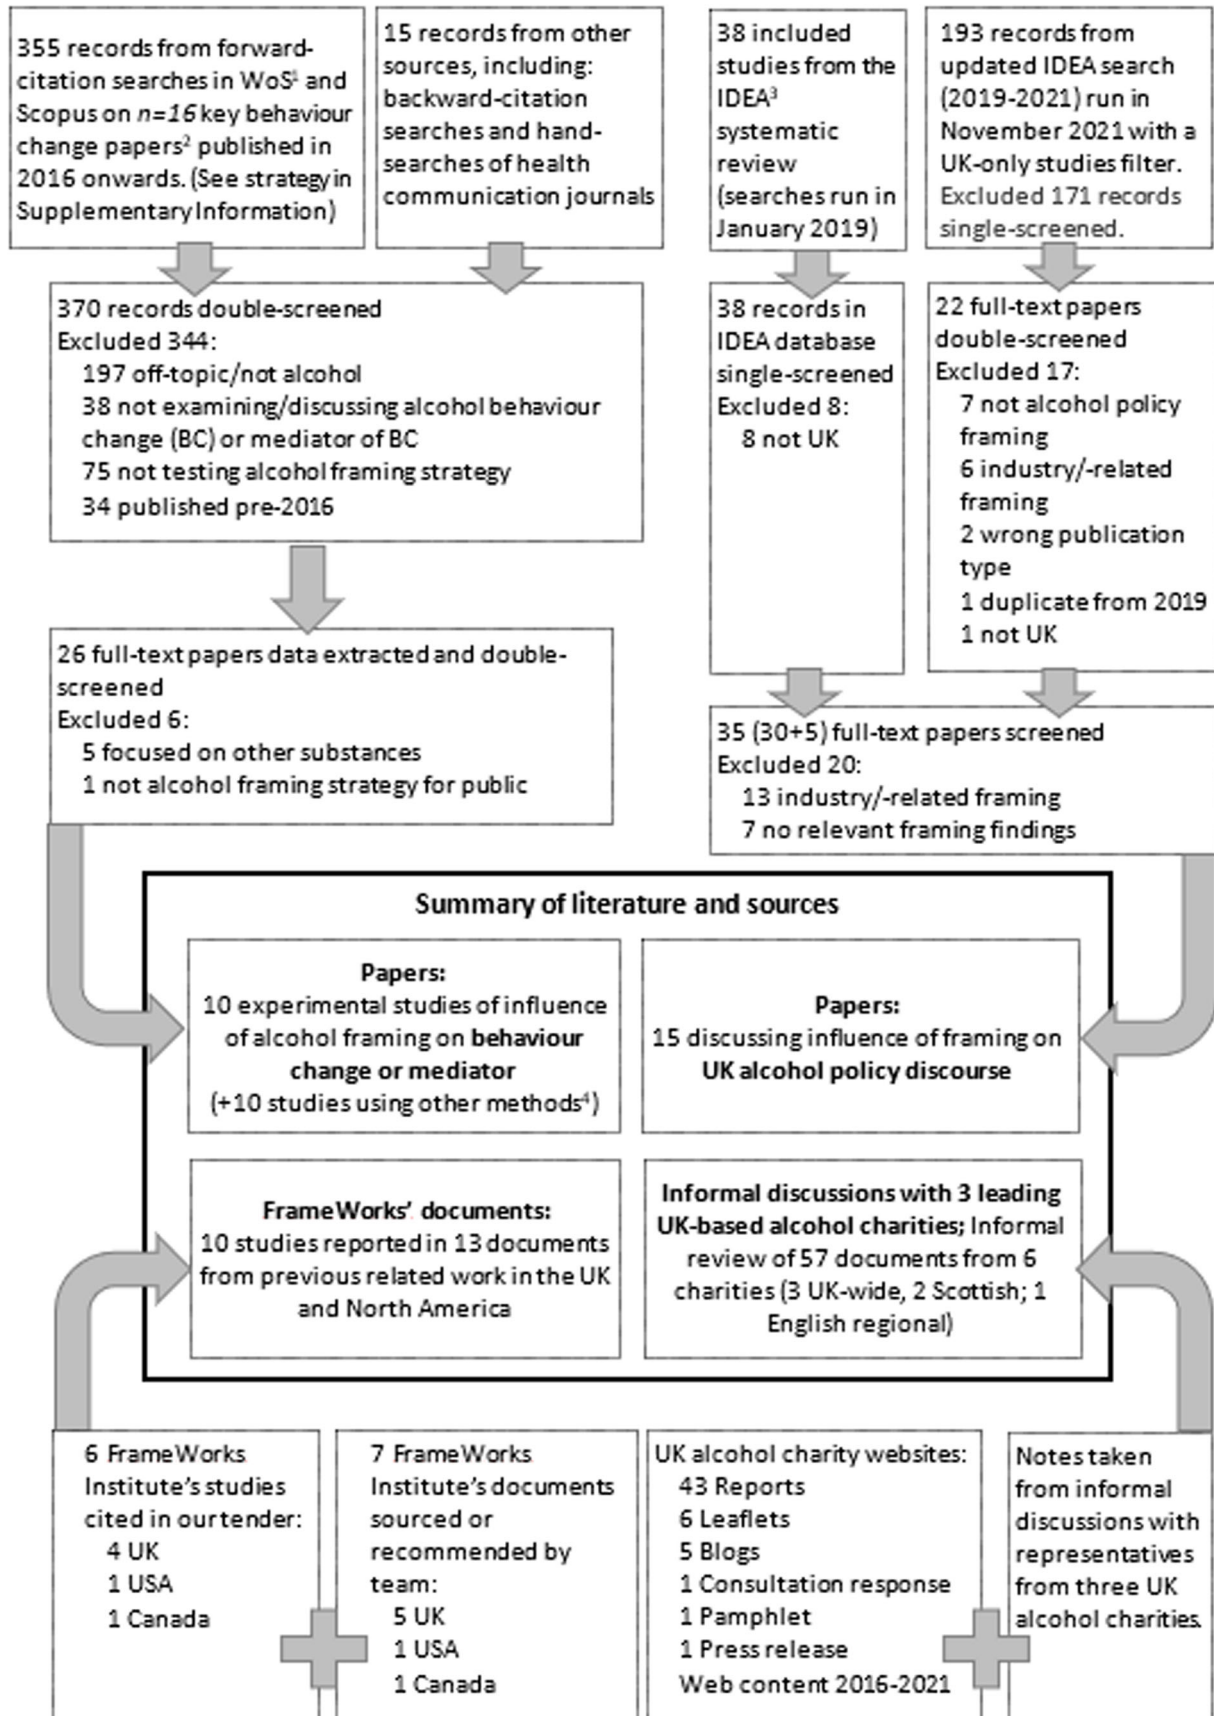 355 records from forward-
citation searches in WoS¹ and
Scopus on n=16 key behaviour
change papers² published in
2016 onwards. (See strategy in
Supplementary Information)
15 records from other
sources, including:
backward-citation
searches and hand-
searches of health
communication journals
38 included
studies from the
IDEA³
systematic
review
(searches run in
January 2019)
193 records from
updated IDEA search
(2019-2021) run in
November 2021 with a
UK-only studies filter.
Excluded 171 records
single-screened.
370 records double-screened
Excluded 344:
197 off-topic/not alcohol
38 not examining/discussing alcohol behaviour
change (BC) or mediator of BC
75 not testing alcohol framing strategy
34 published pre-2016
38 records in
IDEA database
single-screened
Excluded 8:
8 not UK
22 full-text papers
double-screened
Excluded 17:
7 not alcohol policy
framing
6 industry/-related
framing
2 wrong publication
type
1 duplicate from 2019
1 not UK
26 full-text papers data extracted and double-
screened
Excluded 6:
5 focused on other substances
1 not alcohol framing strategy for public
35 (30+5) full-text papers screened
Excluded 20:
13 industry/-related framing
7 no relevant framing findings
Summary of literature and sources
Papers:
10 experimental studies of influence
of alcohol framing on behaviour
change or mediator
(+10 studies using other methods⁴)
Papers:
15 discussing influence of framing on
UK alcohol policy discourse
FrameWorks' documents:
10 studies reported in 13 documents
from previous related work in the UK
and North America
Informal discussions with 3 leading
UK-based alcohol charities; Informal
review of 57 documents from 6
charities (3 UK-wide, 2 Scottish; 1
English regional)
6 FrameWorks
Institute's studies
cited in our tender:
4 UK
1 USA
1 Canada
7 FrameWorks
Institute's documents
sourced or
recommended by
team:
5 UK
1 USA
1 Canada
UK alcohol charity websites:
43 Reports
6 Leaflets
5 Blogs
1 Consultation response
1 Pamphlet
1 Press release
Web content 2016-2021
Notes taken
from informal
discussions with
representatives
from three UK
alcohol charities.